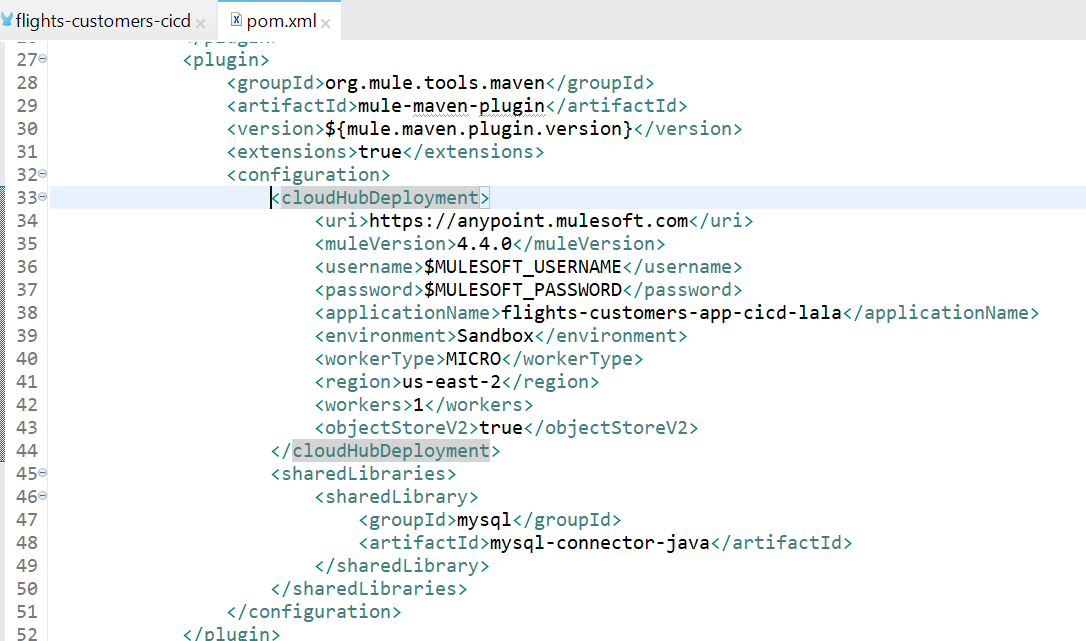 flights-customers-cicd
pom.xml
</plugin>
27 <plugin>
28 <groupId>org.mule.tools.maven</groupId>
29 <artifactId>mule-maven-plugin</artifactId>
30 <version>${mule.maven.plugin.version}</version>
31 <extensions>true</extensions>
32 <configuration>
33 <cloudHubDeployment>
34 <uri>https://anypoint.mulesoft.com</uri>
35 <muleVersion>4.4.0</muleVersion>
36 <username>$MULESOFT_USERNAME</username>
37 <password>$MULESOFT_PASSWORD</password>
38 <applicationName>flights-customers-app-cicd-lala</applicationName>
39 <environment>Sandbox</environment>
40 <workerType>MICRO</workerType>
41 <region>us-east-2</region>
42 <workers>1</workers>
43 <objectStoreV2>true</objectStoreV2>
44 </cloudHubDeployment>
45 <sharedLibraries>
46 <sharedLibrary>
47 <groupId>mysql</groupId>
48 <artifactId>mysql-connector-java</artifactId>
49 </sharedLibrary>
50 </sharedLibraries>
51 </configuration>
52 </plugin>